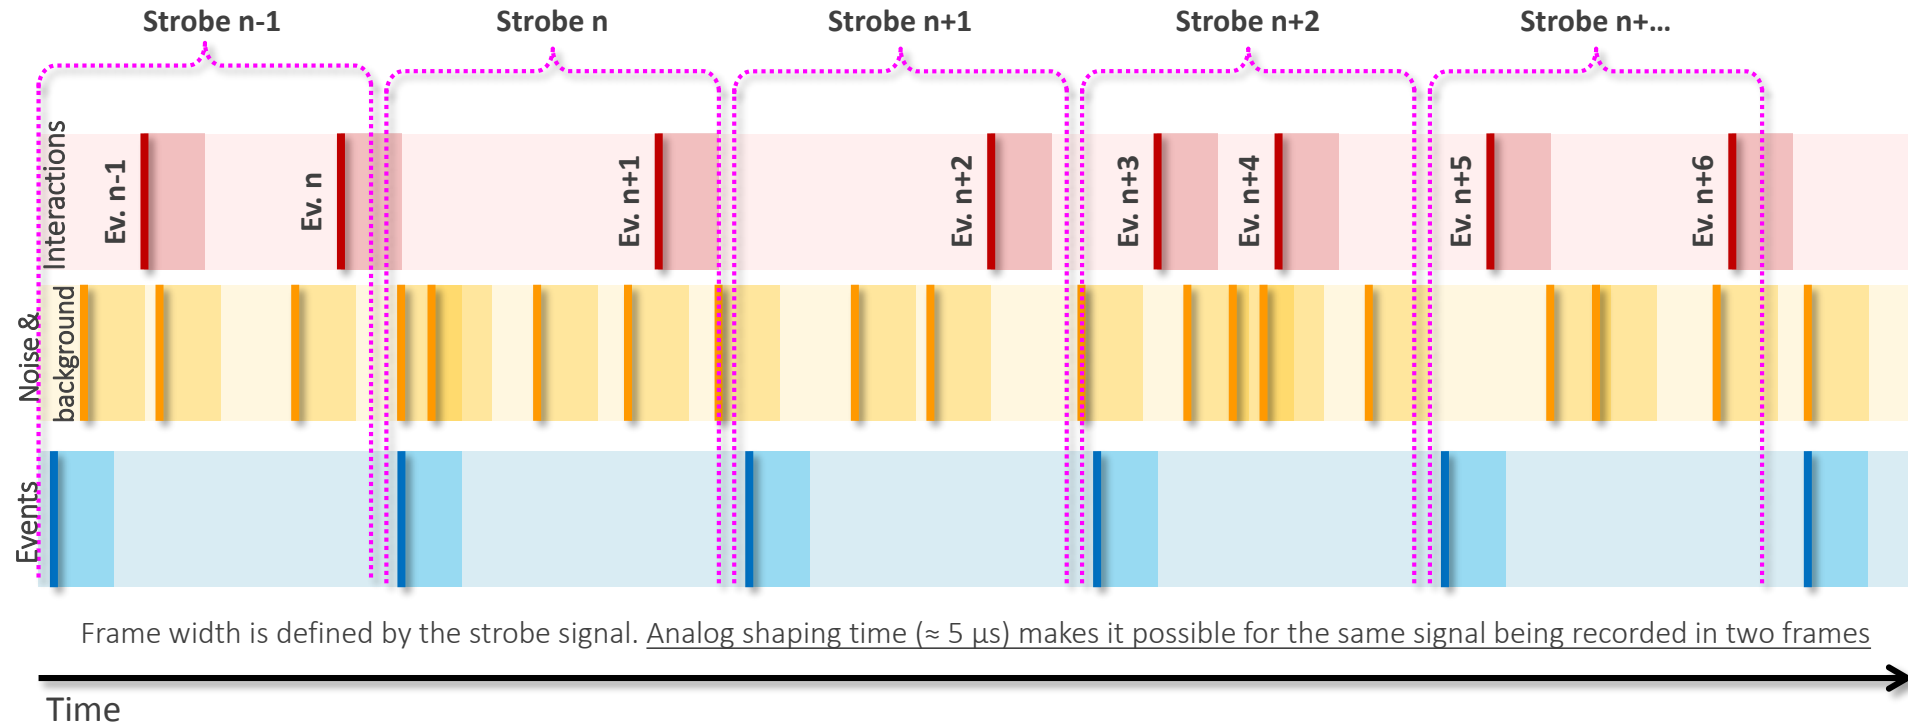 Strobe n-1
Strobe n
Strobe n+1
Strobe n+2
Strobe n+...
Interactions
Ev. n-1
Ev. n
Ev. n+1
Ev. n+2
Ev. n+3
Ev. n+4
Ev. n+5
Ev. n+6
Noise &
background
Events
Frame width is defined by the strobe signal. Analog shaping time (≈ 5 µs) makes it possible for the same signal being recorded in two frames
Time